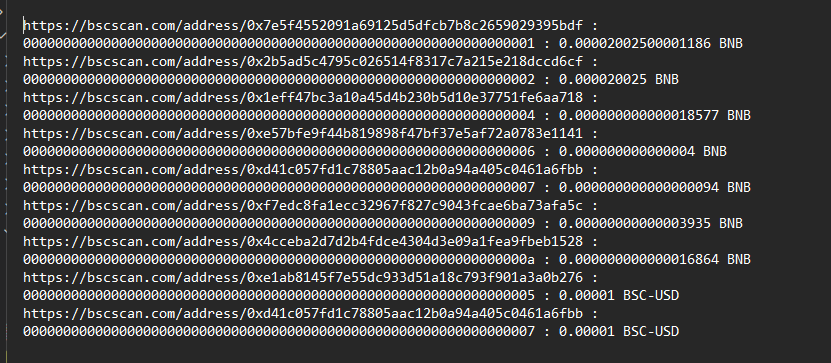 https://bscscan.com/address/0x7e5f4552091a69125d5dfcb7b8c2659029395bdf :
0000000000000000000000000000000000000000000000000000000000000001 : 0.00002002500001186 BNB
https://bscscan.com/address/0x2b5ad5c4795c026514f8317c7a215e218dccd6cf :
0000000000000000000000000000000000000000000000000000000000000002 : 0.000020025 BNB
https://bscscan.com/address/0x1eff47bc3a10a45d4b230b5d10e37751fe6aa718 :
0000000000000000000000000000000000000000000000000000000000000004 : 0.000000000000018577 BNB
https://bscscan.com/address/0xe57bfe9f44b819898f47bf37e5af72a0783e1141 :
0000000000000000000000000000000000000000000000000000000000000006 : 0.000000000000004 BNB
https://bscscan.com/address/0xd41c057fd1c78805aac12b0a94a405c0461a6fbb :
0000000000000000000000000000000000000000000000000000000000000007 : 0.000000000000000094 BNB
https://bscscan.com/address/0xf7edc8fa1ecc32967f827c9043fcae6ba73afa5c :
0000000000000000000000000000000000000000000000000000000000000009 : 0.00000000000003935 BNB
https://bscscan.com/address/0x4cceba2d7d2b4fdce4304d3e09a1fea9fbeb1528 :
000000000000000000000000000000000000000000000000000000000000000a : 0.000000000000016864 BNB
https://bscscan.com/address/0xe1ab8145f7e55dc933d51a18c793f901a3a0b276 :
0000000000000000000000000000000000000000000000000000000000000005 : 0.00001 BSC-USD
https://bscscan.com/address/0xd41c057fd1c78805aac12b0a94a405c0461a6fbb :
0000000000000000000000000000000000000000000000000000000000000007 : 0.00001 BSC-USD